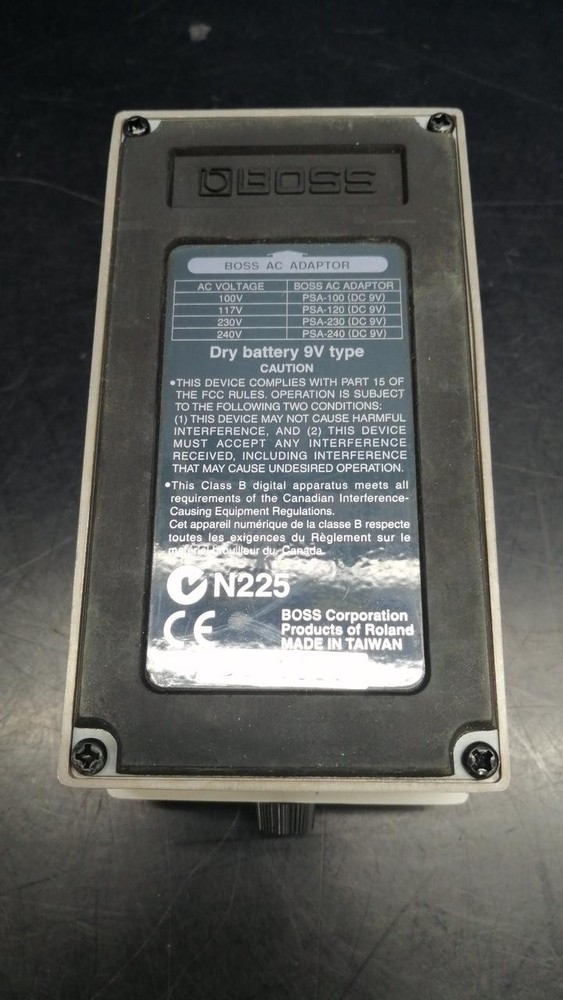 BOSS
BOSS AC ADAPTOR
AC VOLTAGE BOSS AC ADAPTOR
100V PSA-100 (DC 9V)
117V PSA-120 (DC 9V)
230V PSA-230 (DC 9V)
240V PSA-240 (DC 9V)
Dry battery 9V type
CAUTION
•THIS DEVICE COMPLIES WITH PART 15 OF
THE FCC RULES. OPERATION IS SUBJECT
TO THE FOLLOWING TWO CONDITIONS:
(1) THIS DEVICE MAY NOT CAUSE HARMFUL
INTERFERENCE, AND (2) THIS DEVICE
MUST ACCEPT ANY INTERFERENCE
RECEIVED, INCLUDING INTERFERENCE
THAT MAY CAUSE UNDESIRED OPERATION.
•This Class B digital apparatus meets all
requirements of the Canadian Interference-
Causing Equipment Regulations.
Cet appareil numérique de la classe B respecte
toutes les exigences du Règlement sur le
matériel brouilleur du Canada.
N225
CE
BOSS Corporation
Products of Roland
MADE IN TAIWAN